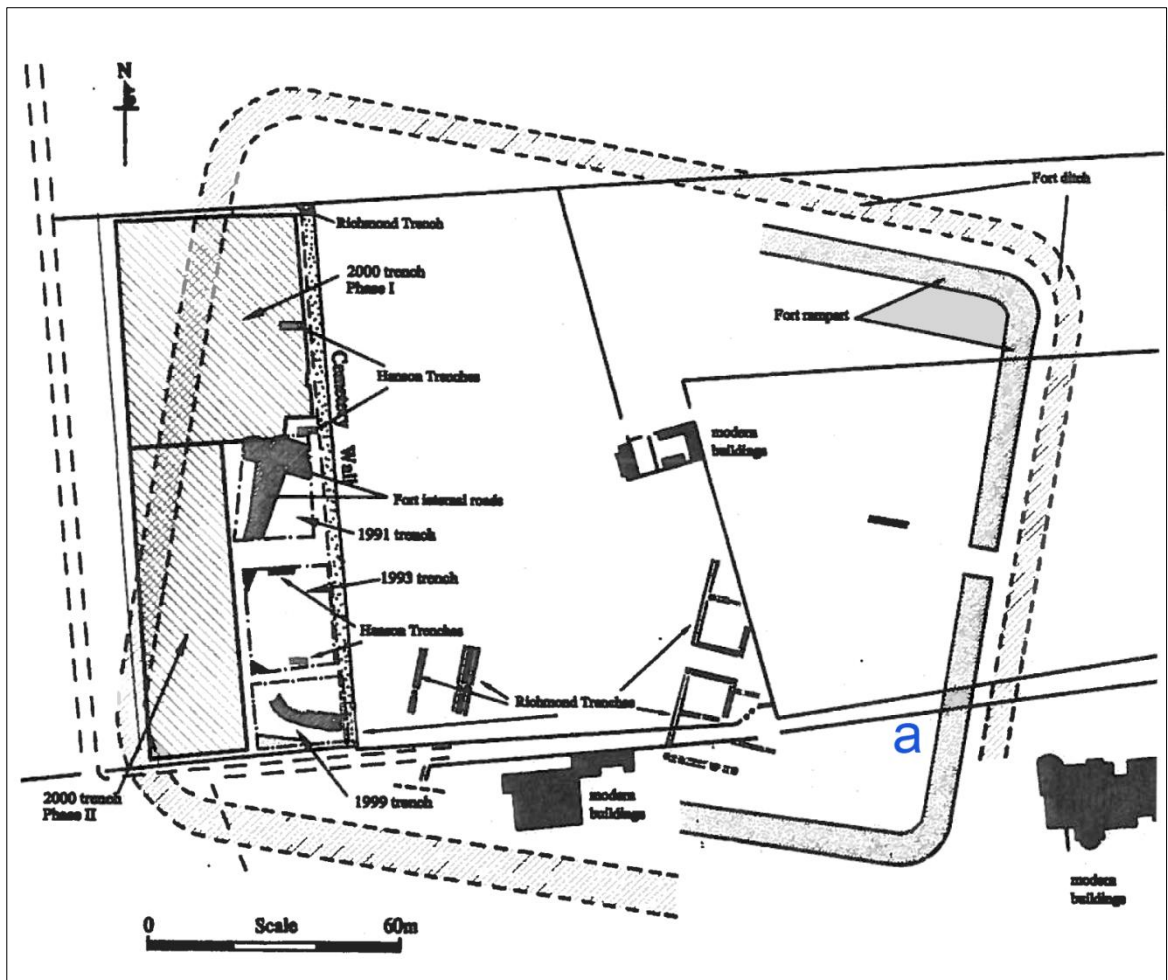 N
Fort ditch
Richmond Trench
2000 trench
Phase I
Fort rampart
Hanson Trenches
Cemetery Wall
modern
buildings
Fort internal roads
1991 trench
1993 trench
Hanson Trenches
Richmond Trenches
a
2000 trench
Phase II
1999 trench
modern
buildings
modern
buildings
0 Scale 60m